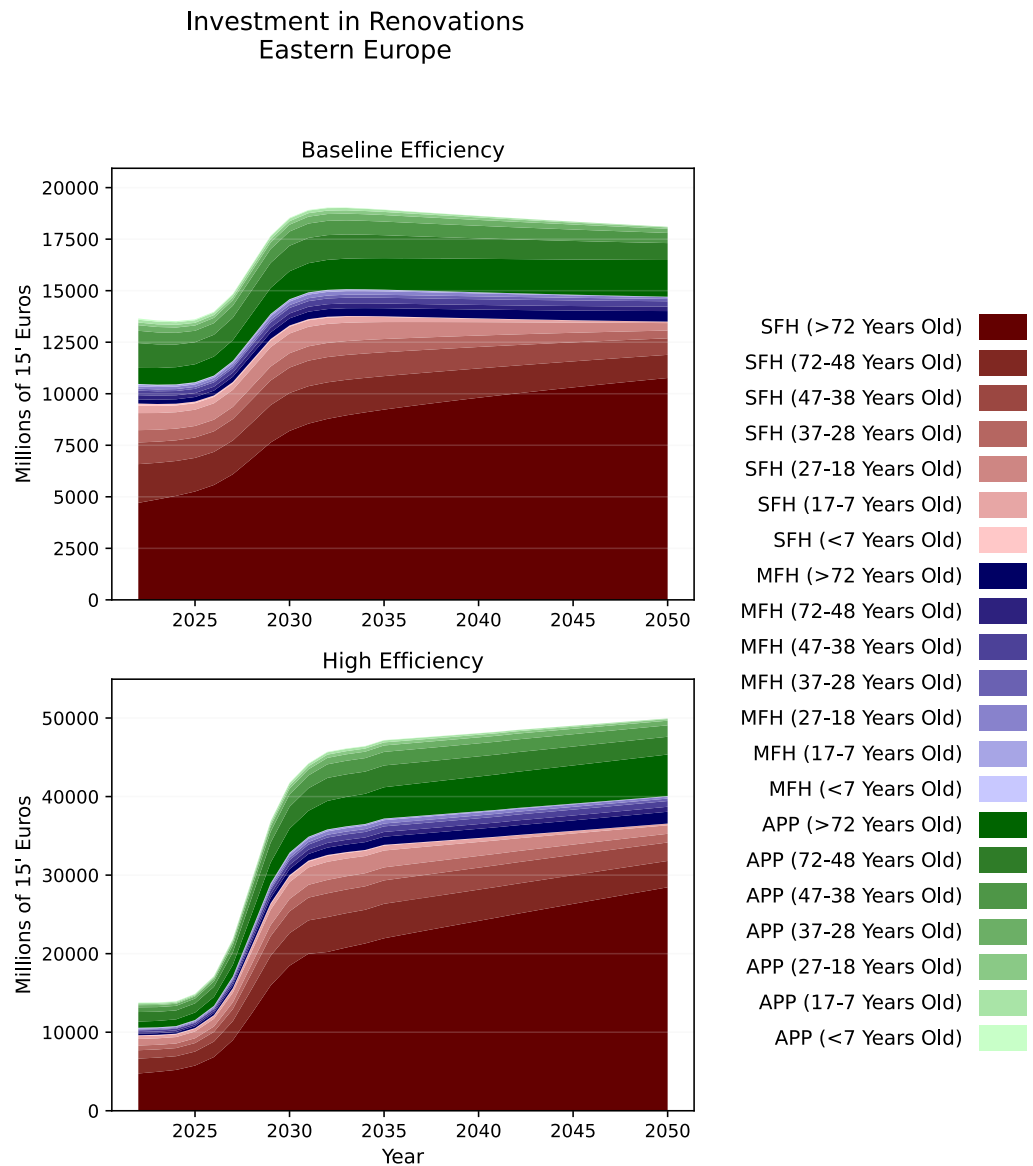 Investment in Renovations
Eastern Europe
Baseline Efficiency
Millions of 15' Euros
20000
17500
15000
12500
10000
7500
5000
2500
0
2025
2030
2035
2040
2045
2050
High Efficiency
Millions of 15' Euros
50000
40000
30000
20000
10000
0
2025
2030
2035
2040
2045
2050
Year
SFH (>72 Years Old)
SFH (72-48 Years Old)
SFH (47-38 Years Old)
SFH (37-28 Years Old)
SFH (27-18 Years Old)
SFH (17-7 Years Old)
SFH (<7 Years Old)
MFH (>72 Years Old)
MFH (72-48 Years Old)
MFH (47-38 Years Old)
MFH (37-28 Years Old)
MFH (27-18 Years Old)
MFH (17-7 Years Old)
MFH (<7 Years Old)
APP (>72 Years Old)
APP (72-48 Years Old)
APP (47-38 Years Old)
APP (37-28 Years Old)
APP (27-18 Years Old)
APP (17-7 Years Old)
APP (<7 Years Old)